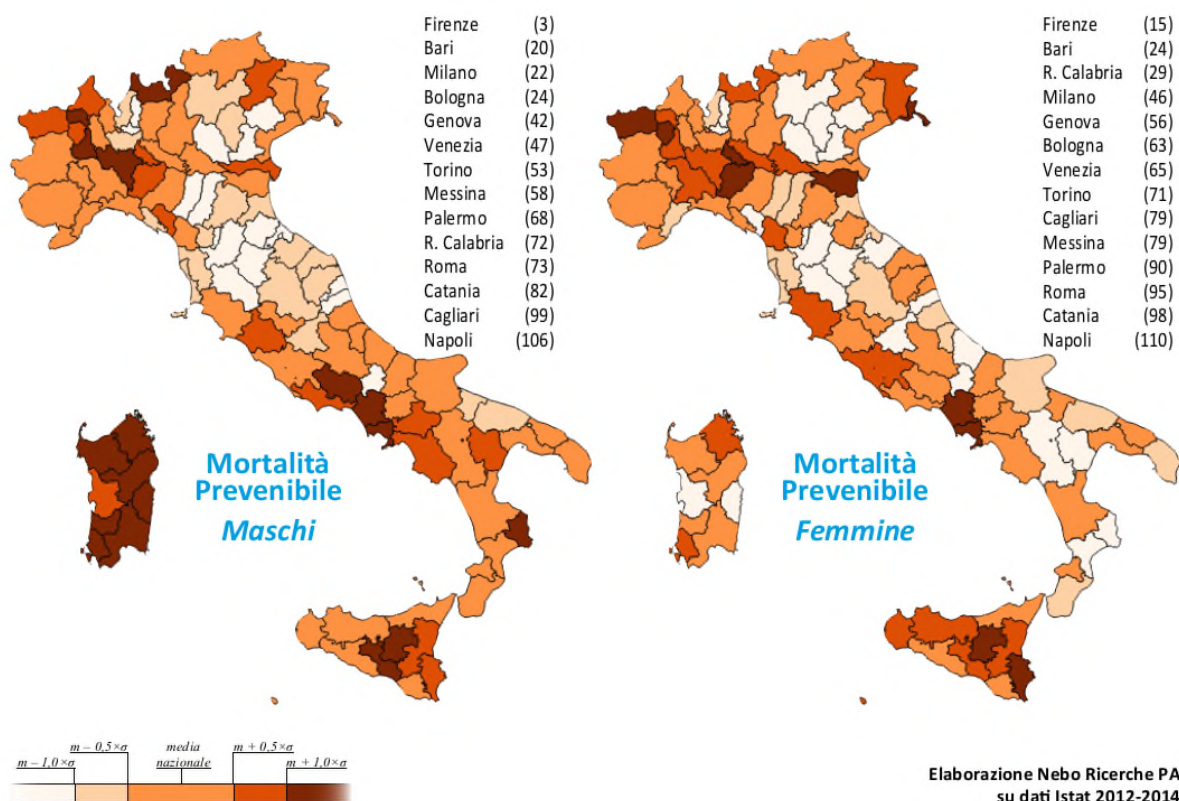 Firenze (3)
Bari (20)
Milano (22)
Bologna (24)
Genova (42)
Venezia (47)
Torino (53)
Messina (58)
Palermo (68)
R. Calabria (72)
Roma (73)
Catania (82)
Cagliari (99)
Napoli (106)
Mortalità
Prevenibile
Maschi
Firenze (15)
Bari (24)
R. Calabria (29)
Milano (46)
Genova (56)
Bologna (63)
Venezia (65)
Torino (71)
Cagliari (79)
Messina (79)
Palermo (90)
Roma (95)
Catania (98)
Napoli (110)
Mortalità
Prevenibile
Femmine
m – 1,0×σ
m – 0,5×σ
media
nazionale
m + 0,5×σ
m + 1,0×σ
Elaborazione Nebo Ricerche PA
su dati Istat 2012-2014